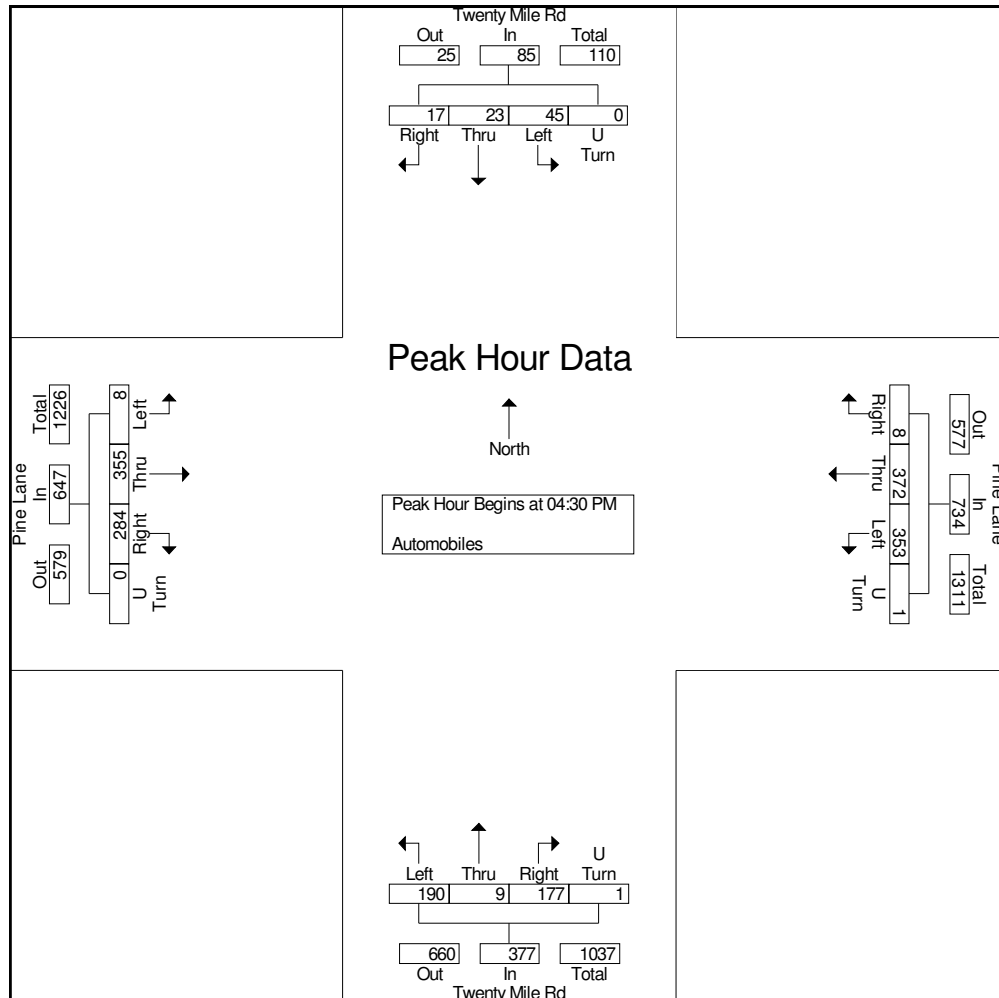 Twenty Mile Rd
Out In Total
25 85 110
17 23 45 0
Right Thru Left U Turn
Peak Hour Data
North
Peak Hour Begins at 04:30 PM
Automobiles
Pine Lane
Out In Total
579 647 1226
8 355 284 0
Left Thru Right U Turn
Pine Lane
Out In Total
577 734 1311
8 372 353 1
Right Thru Left U Turn
Left Thru Right U Turn
190 9 177 1
660 377 1037
Out In Total
Twenty Mile Rd